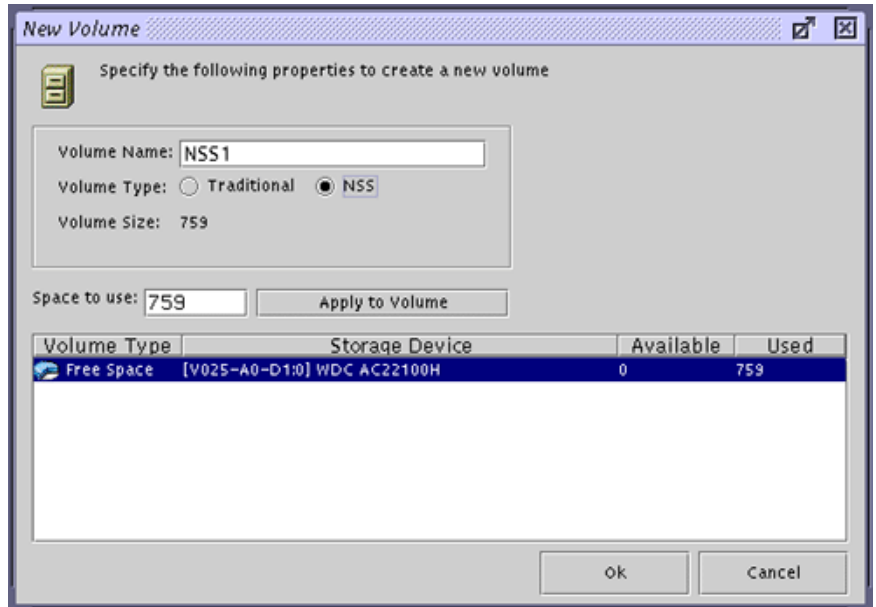 New Volume
Specify the following properties to create a new volume
Volume Name: NSS1
Volume Type: Traditional NSS
Volume Size: 759
Space to use: 759 Apply to Volume
Volume Type Storage Device Available Used
Free Space [V025-A0-D1:0] WDC AC22100H 0 759
Ok Cancel